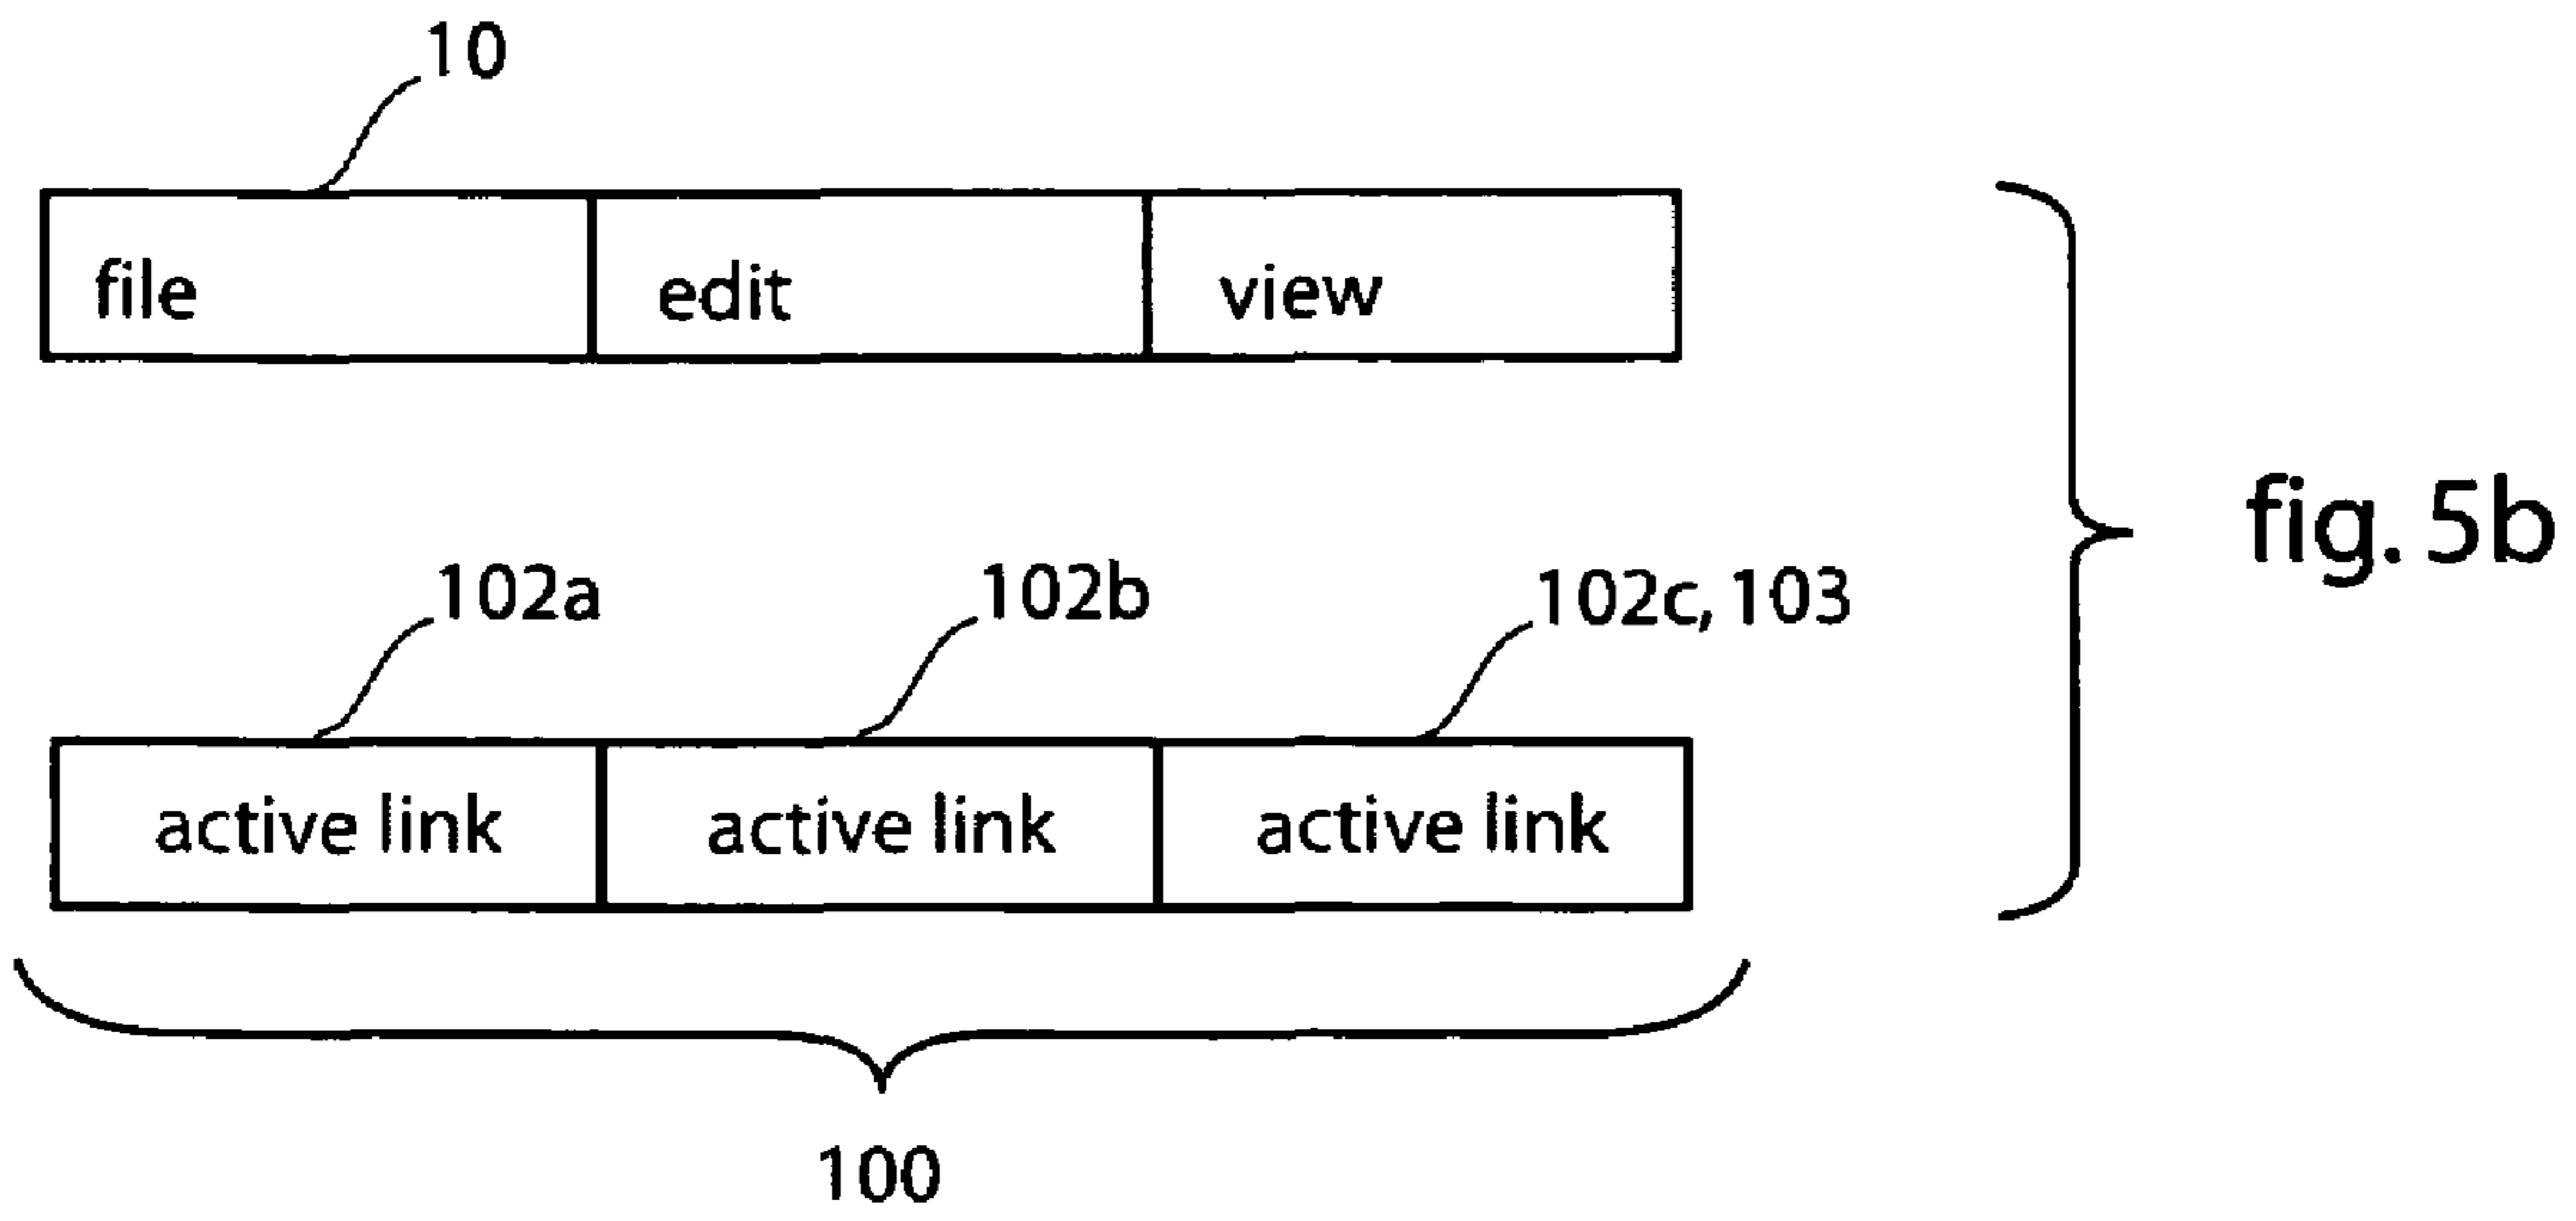 10
file edit view
fig. 5b
102a 102b 102c, 103
active link active link active link
100